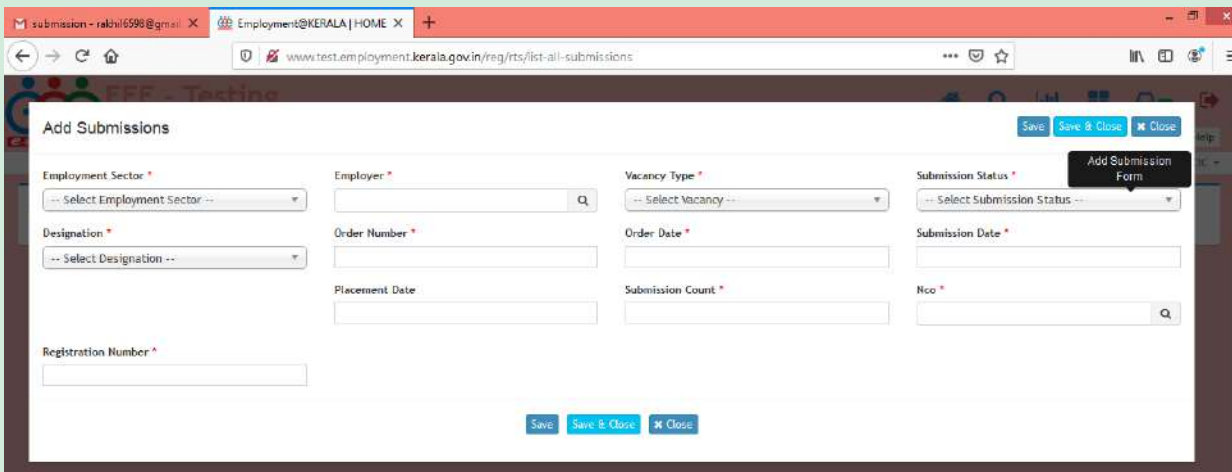 submission - rakhil6598@gmail
Employment@KERALA | HOME
www.test.employment.kerala.gov.in/reg/rts/list-all-submissions
EEE - Testing
Add Submissions
Save Save & Close × Close
Help
Add Submission
Form
Employment Sector * Employer * Vacancy Type * Submission Status *
-- Select Employment Sector -- -- Select Vacancy -- -- Select Submission Status --
Designation * Order Number * Order Date * Submission Date *
-- Select Designation --
Placement Date Submission Count * Nco *
Registration Number *
Save Save & Close × Close